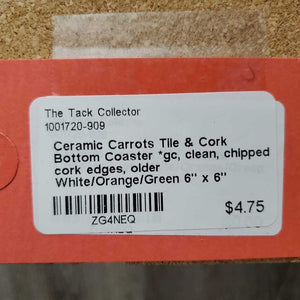 The Tack Collector
1001720-909
Ceramic Carrots Tile & Cork
Bottom Coaster *gc, clean, chipped
cork edges, older
White/Orange/Green 6" x 6"
$4.75
ZG4NEQ